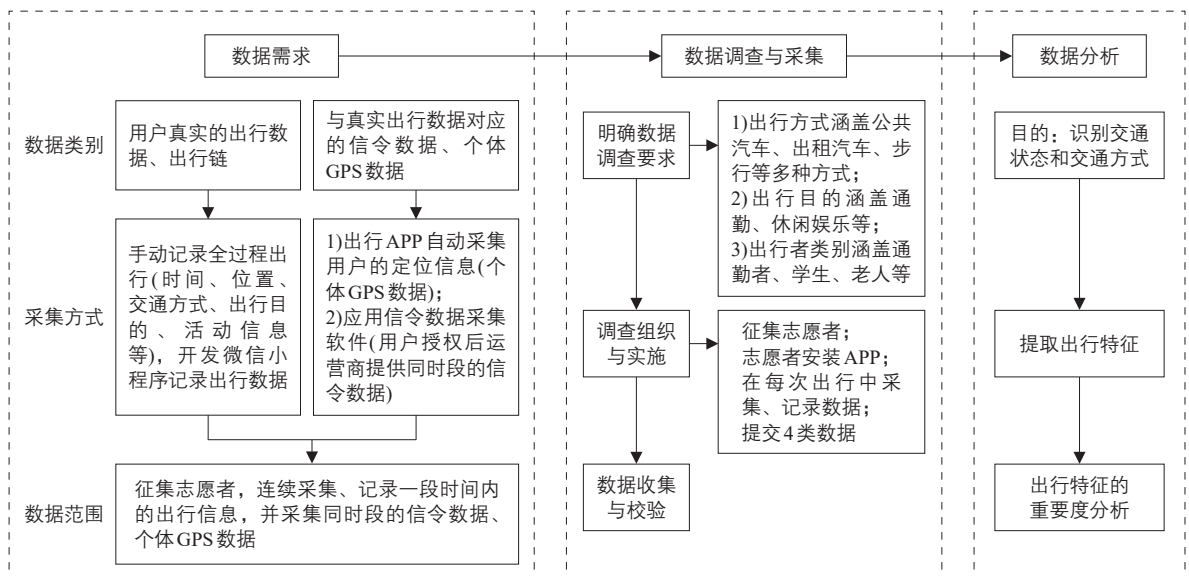 数据需求
数据调查与采集
数据分析
数据类别
用户真实的出行数
据、出行链
与真实出行数据对应
的信令数据、个体
GPS数据
采集方式
手动记录全过程出
行(时间、位置、
交通方式、出行目
的、活动信息
等)，开发微信小
程序记录出行数据
1)出行APP自动采集
用户的定位信息(个
体GPS数据)；
2)应用信令数据采集
软件(用户授权后运
营商提供同时段的信
令数据)
数据范围
征集志愿者，连续采集、记录一段时间内
的出行信息，并采集同时段的信令数据、
个体GPS数据
明确数据
调查要求
1)出行方式涵盖公共
汽车、出租汽车、步
行等多种方式；
2)出行目的涵盖通
勤、休闲娱乐等；
3)出行者类别涵盖通
勤者、学生、老人等
调查组织
与实施
征集志愿者；
志愿者安装APP；
在每次出行中采
集、记录数据；
提交4类数据
数据收集
与校验
目的：识别交通
状态和交通方式
提取出行特征
出行特征的
重要度分析